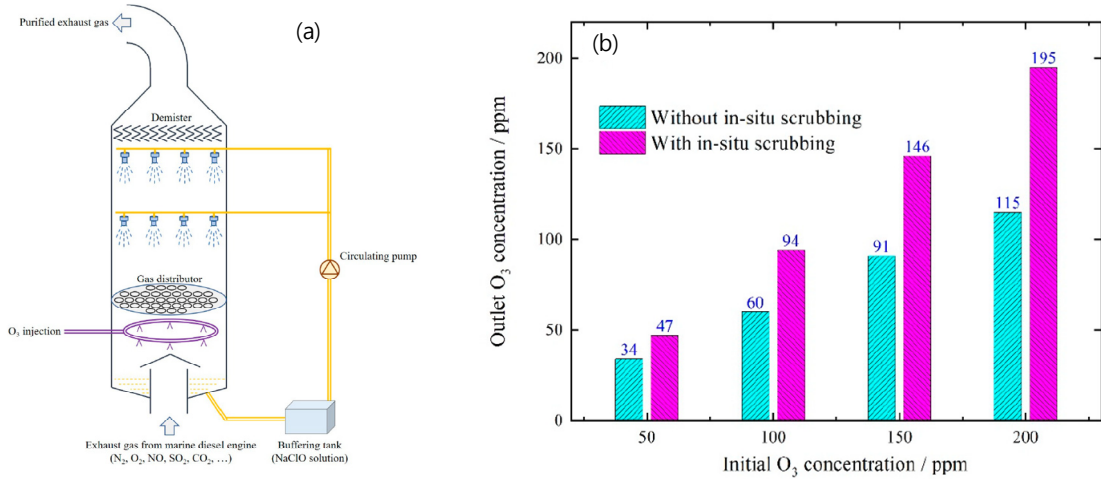 (a)
Purified exhaust gas
Demister
Circulating pump
Gas distributor
O₃ injection
Exhaust gas from marine diesel engine
(N₂, O₂, NO, SO₂, CO₂, …)
Buffering tank
(NaClO solution)
(b)
Without in-situ scrubbing
With in-situ scrubbing
Outlet O₃ concentration / ppm
200
150
100
50
0
34
47
60
94
91
146
115
195
50
100
150
200
Initial O₃ concentration / ppm